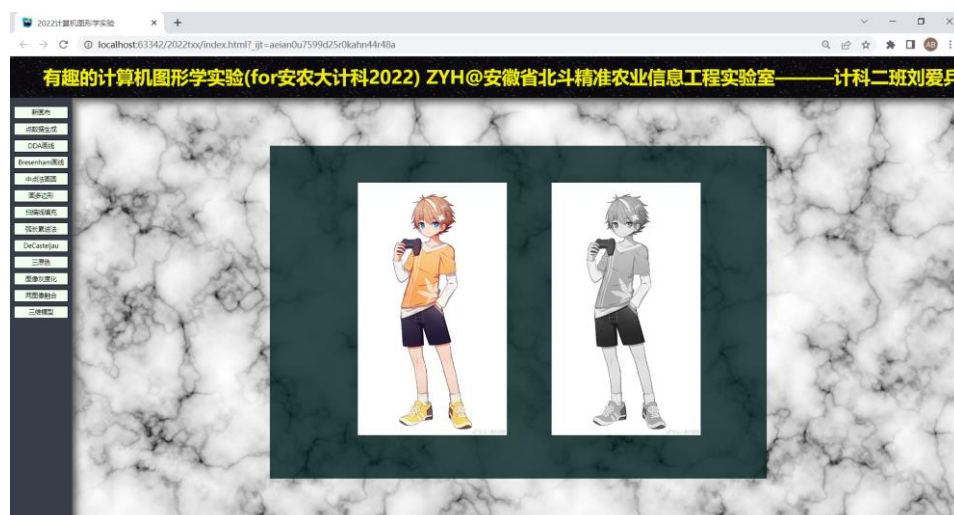 2022计算机图形学实验
localhost:63342/2022txx/index.html?_ijt=aeian0u7599d25r0kahn44r48a
AB
有趣的计算机图形学实验(for安农大计科2022) ZYH@安徽省北斗精准农业信息工程实验室———计科二班刘爱兵
新画布
点数据生成
DDA画线
Bresenham画线
中点法画圆
画多边形
扫描线填充
弧长累进法
DeCasteljau
三原色
图像灰度化
两图像融合
三维模型